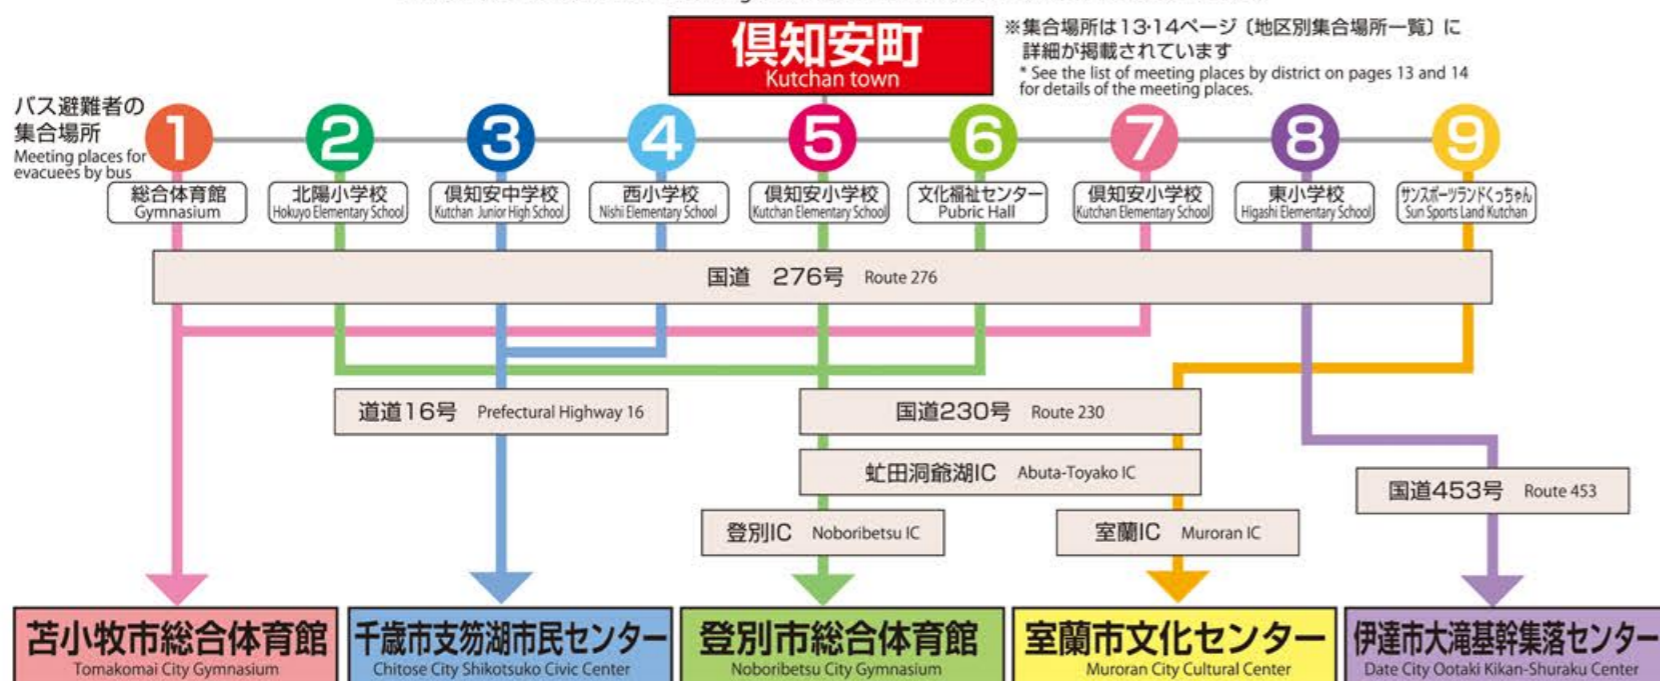 倶知安町
Kutchan town
※集合場所は13・14ページ〔地区別集合場所一覧〕に
詳細が掲載されています
* See the list of meeting places by district on pages 13 and 14
for details of the meeting places.
バス避難者の
集合場所
Meeting places for
evacuees by bus
1
2
3
4
5
6
7
8
9
総合体育館
Gymnasium
北陽小学校
Hokuyo Elementary School
倶知安中学校
Kutchan Junior High School
西小学校
Nishi Elementary School
倶知安小学校
Kutchan Elementary School
文化福祉センター
Pubric Hall
倶知安小学校
Kutchan Elementary School
東小学校
Higashi Elementary School
サンスポーツランドくっちゃん
Sun Sports Land Kutchan
国道 276号 Route 276
道道16号 Prefectural Highway 16
国道230号 Route 230
虻田洞爺湖IC Abuta-Toyako IC
国道453号 Route 453
登別IC Noboribetsu IC
室蘭IC Muroran IC
苫小牧市総合体育館
Tomakomai City Gymnasium
千歳市支笏湖市民センター
Chitose City Shikotsuko Civic Center
登別市総合体育館
Noboribetsu City Gymnasium
室蘭市文化センター
Muroran City Cultural Center
伊達市大滝基幹集落センター
Date City Ootaki Kikan-Shuraku Center